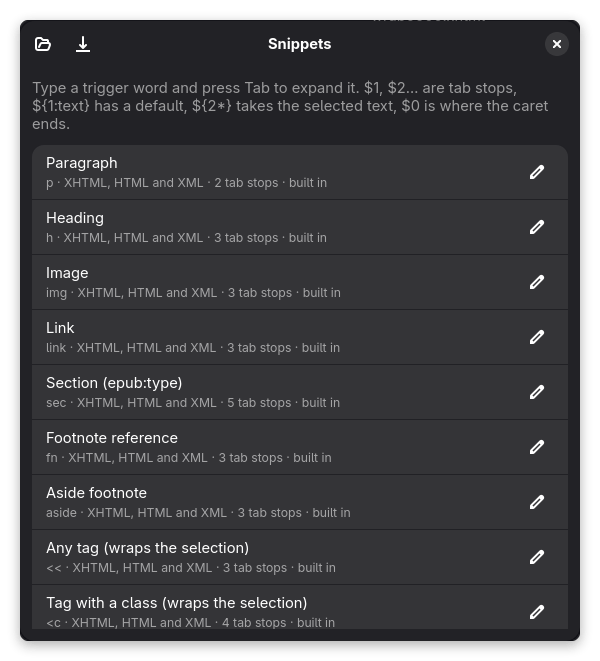 Snippets
Type a trigger word and press Tab to expand it. $1, $2... are tab stops,
${1:text} has a default, ${2*} takes the selected text, $0 is where the caret
ends.
Paragraph
p · XHTML, HTML and XML · 2 tab stops · built in
Heading
h · XHTML, HTML and XML · 3 tab stops · built in
Image
img · XHTML, HTML and XML · 3 tab stops · built in
Link
link · XHTML, HTML and XML · 3 tab stops · built in
Section (epub:type)
sec · XHTML, HTML and XML · 5 tab stops · built in
Footnote reference
fn · XHTML, HTML and XML · 3 tab stops · built in
Aside footnote
aside · XHTML, HTML and XML · 3 tab stops · built in
Any tag (wraps the selection)
<< · XHTML, HTML and XML · 3 tab stops · built in
Tag with a class (wraps the selection)
<c · XHTML, HTML and XML · 4 tab stops · built in